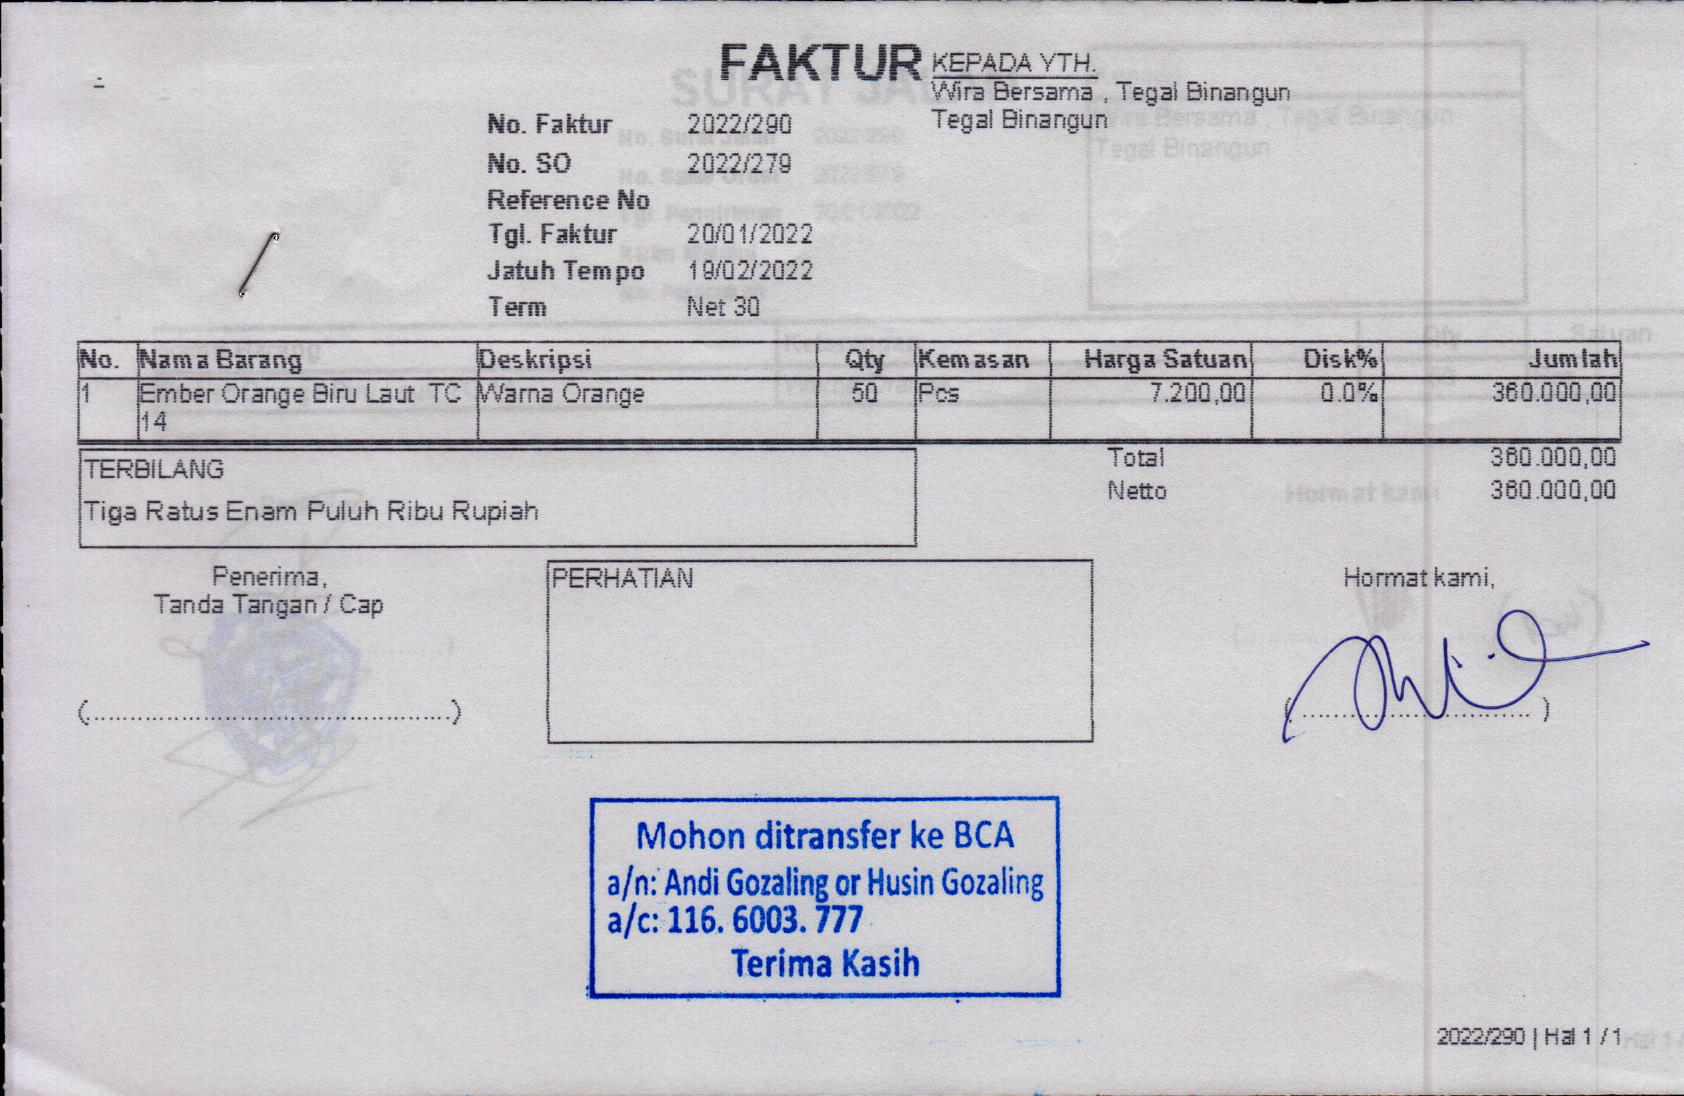 FAKTUR
KEPADA YTH.
Wira Bersama , Tegal Binangun
Tegal Binangun
No. Faktur 2022/290
No. SO 2022/279
Reference No
Tgl. Faktur 20/01/2022
Jatuh Tempo 19/02/2022
Term Net 30
No. Nama Barang Deskripsi Qty Kemasan Harga Satuan Disk% Jumlah
1 Ember Orange Biru Laut TC Warna Orange 50 Pcs 7.200,00 0.0% 360.000,00
14
Total 360.000,00
Netto 360.000,00
TERBILANG
Tiga Ratus Enam Puluh Ribu Rupiah
Penerima,
Tanda Tangan / Cap
(................................................)
PERHATIAN
Hormat kami,
(..............................)
Mohon ditransfer ke BCA
a/n: Andi Gozaling or Husin Gozaling
a/c: 116. 6003. 777
Terima Kasih
2022/290 | Hal 1 / 1